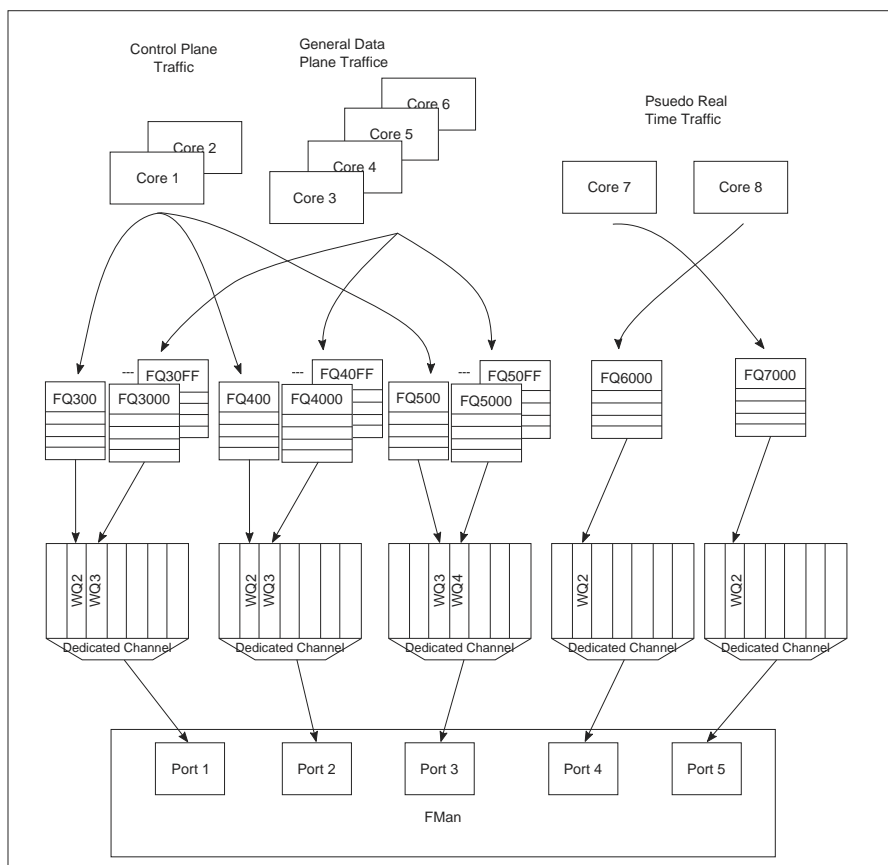 Control Plane
Traffic
General Data
Plane Traffice
Psuedo Real
Time Traffic
Core 6
Core 5
Core 2
Core 4
Core 1
Core 3
Core 7
Core 8
--- FQ30FF
--- FQ40FF
--- FQ50FF
FQ6000
FQ7000
FQ300
FQ3000
FQ400
FQ4000
FQ500
FQ5000
WQ2
WQ3
WQ2
WQ3
WQ3
WQ4
WQ2
WQ2
Dedicated Channel
Dedicated Channel
Dedicated Channel
Dedicated Channel
Dedicated Channel
Port 1
Port 2
Port 3
Port 4
Port 5
FMan